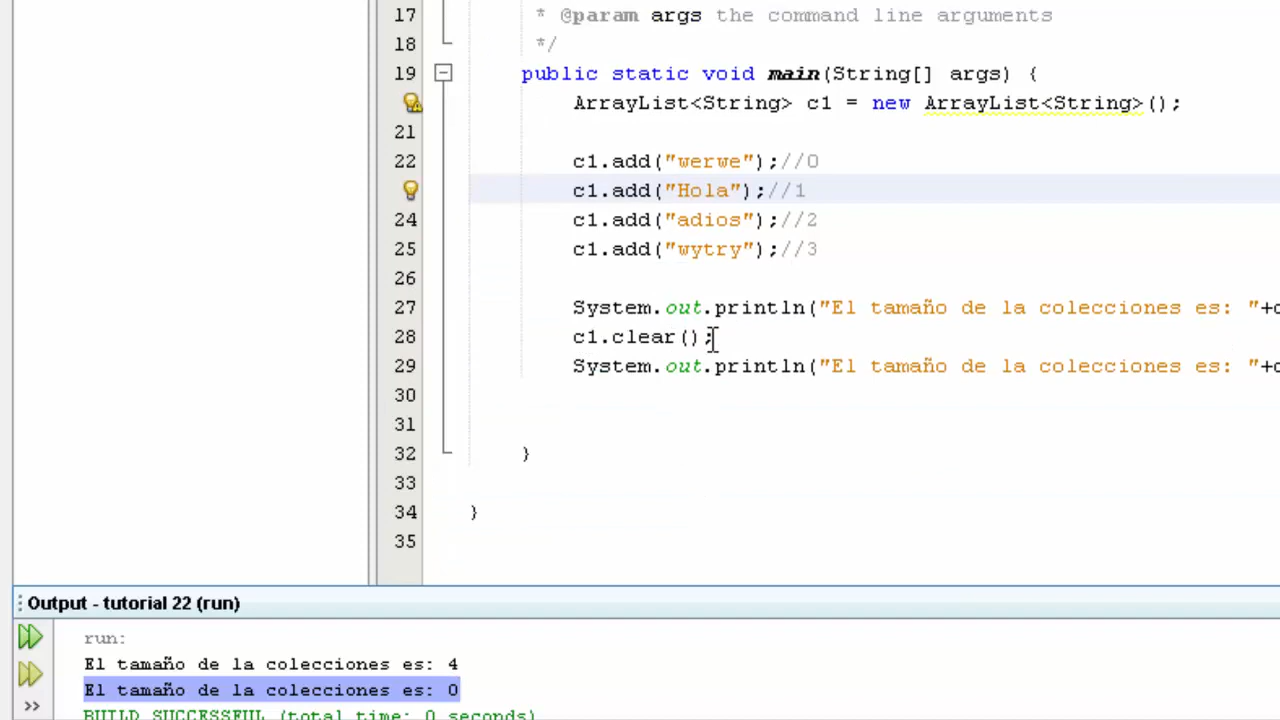 17 * @param args the command line arguments
18 */
19 public static void main(String[] args) {
ArrayList<String> c1 = new ArrayList<String>();
21
22 c1.add("werwe");//0
c1.add("Hola");//1
24 c1.add("adios");//2
25 c1.add("wytry");//3
26
27 System.out.println("El tamaño de la colecciones es: "+c
28 c1.clear();
29 System.out.println("El tamaño de la colecciones es: "+c
30
31
32 }
33
34 }
35
Output - tutorial 22 (run)
run:
El tamaño de la colecciones es: 4
El tamaño de la colecciones es: 0
BUILD SUCCESSFUL (total time: 0 seconds)